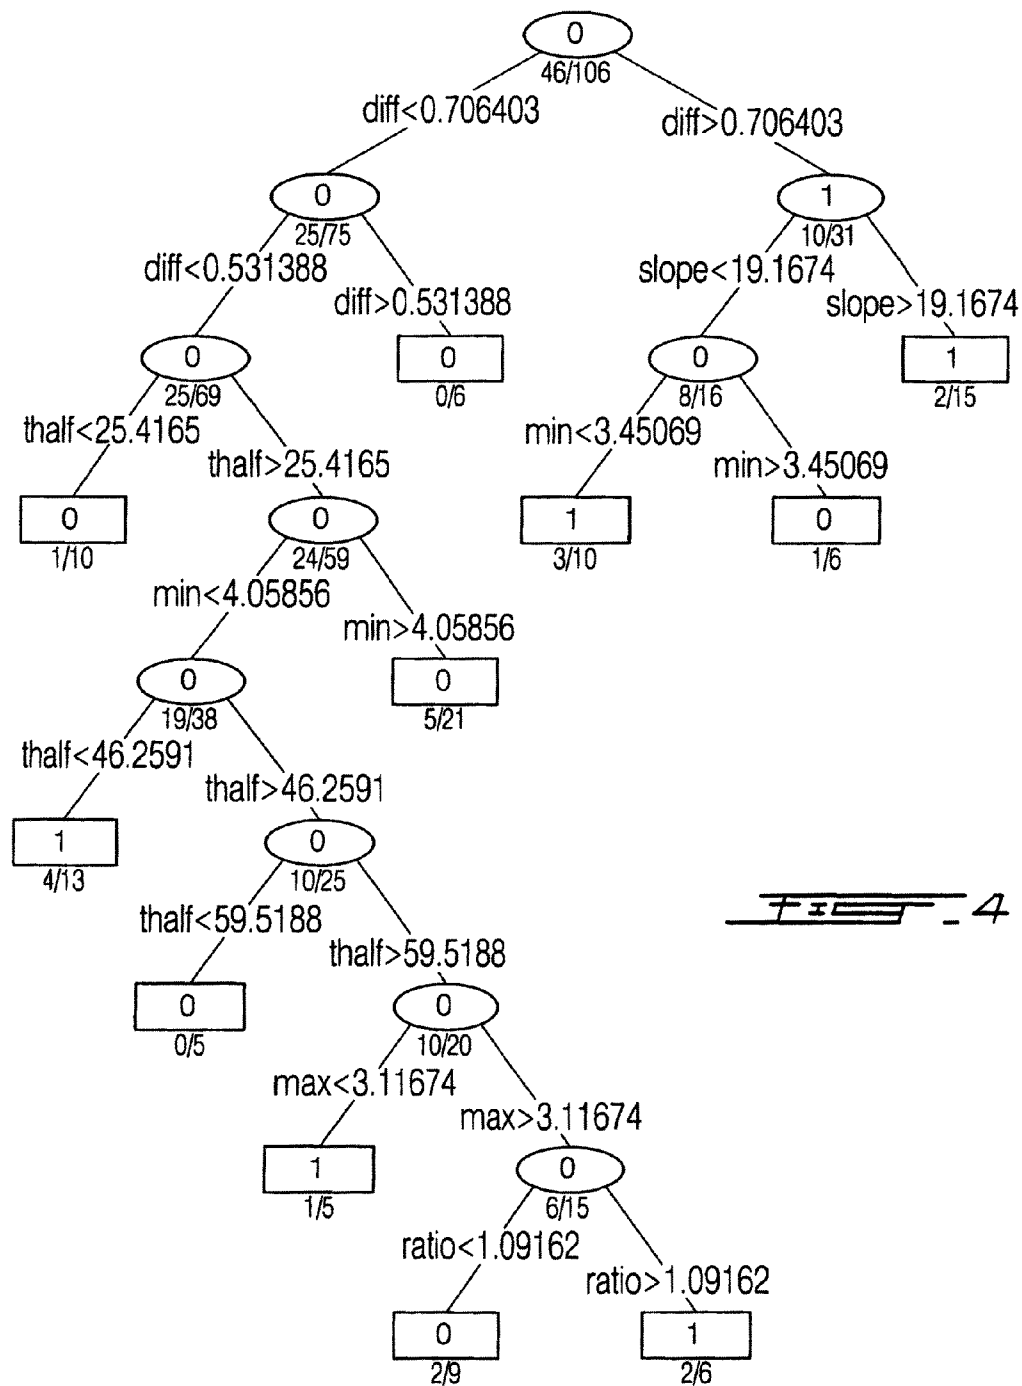 0
46/106
diff<0.706403
diff>0.706403
0
25/75
1
10/31
diff<0.531388
diff>0.531388
slope<19.1674
slope>19.1674
0
25/69
0
0/6
0
8/16
1
2/15
thalf<25.4165
thalf>25.4165
min<3.45069
min>3.45069
0
1/10
0
24/59
1
3/10
0
1/6
min<4.05856
min>4.05856
0
19/38
0
5/21
thalf<46.2591
thalf>46.2591
1
4/13
0
10/25
thalf<59.5188
thalf>59.5188
0
0/5
0
10/20
Fig_4
max<3.11674
max>3.11674
1
1/5
0
6/15
ratio<1.09162
ratio>1.09162
0
2/9
1
2/6